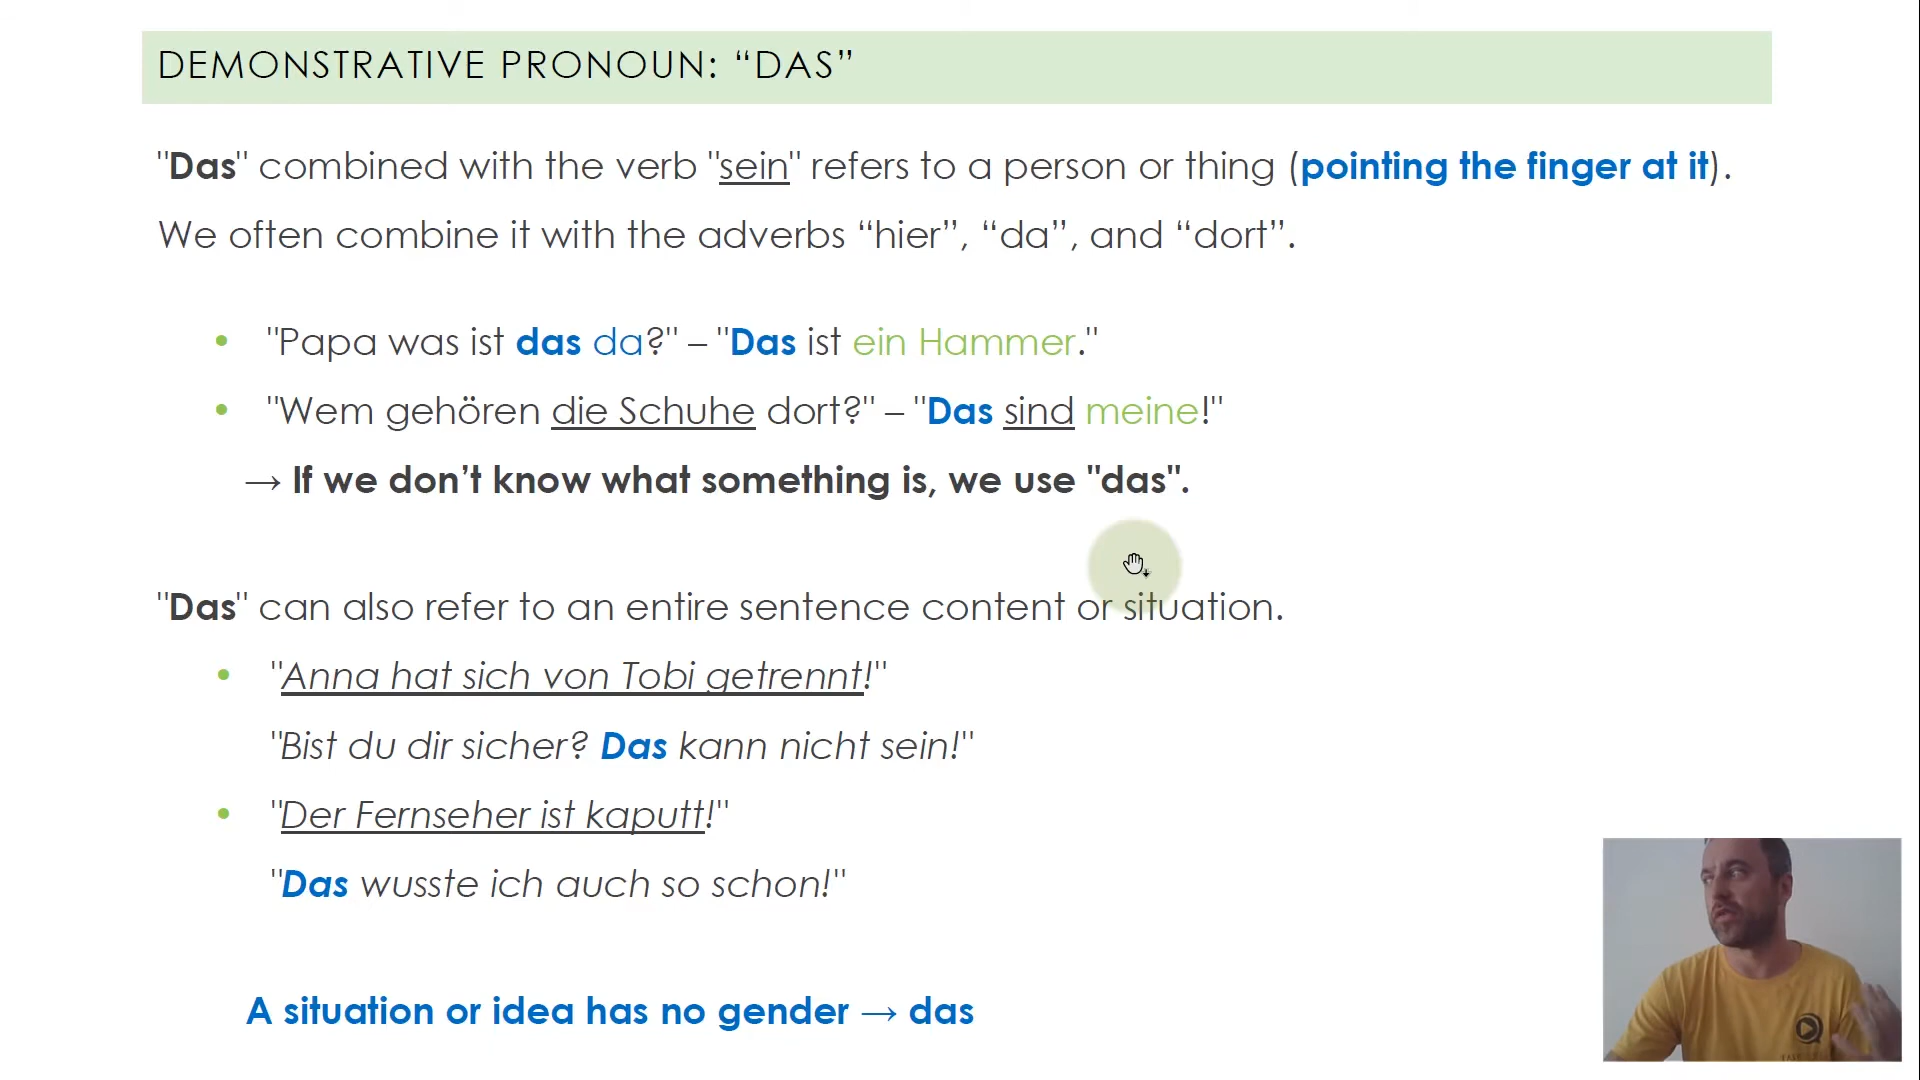 DEMONSTRATIVE PRONOUN: “DAS”
"Das" combined with the verb "sein" refers to a person or thing (pointing the finger at it).
We often combine it with the adverbs “hier”, “da”, and “dort”.
• "Papa was ist das da?" – "Das ist ein Hammer."
• "Wem gehören die Schuhe dort?" – "Das sind meine!"
→ If we don’t know what something is, we use "das".
"Das" can also refer to an entire sentence content or situation.
• "Anna hat sich von Tobi getrennt!"
"Bist du dir sicher? Das kann nicht sein!"
• "Der Fernseher ist kaputt!"
"Das wusste ich auch so schon!"
A situation or idea has no gender → das